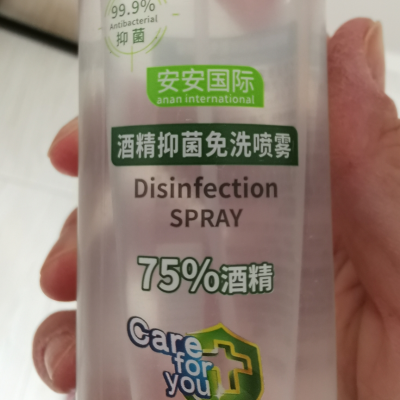 99.9%
Antibacterial
抑菌
安安国际
anan international
酒精抑菌免洗喷雾
Disinfection
SPRAY
75%酒精
Care
for
you